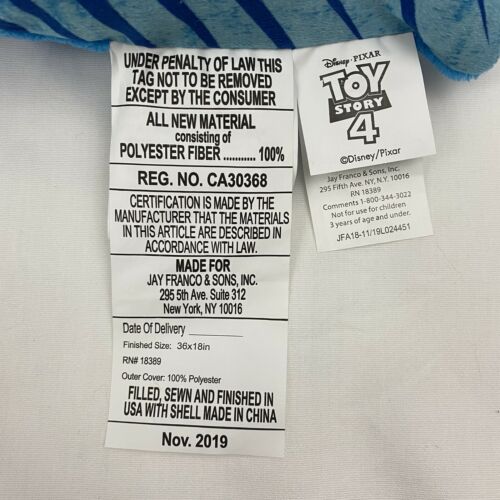 UNDER PENALTY OF LAW THIS
TAG NOT TO BE REMOVED
EXCEPT BY THE CONSUMER
ALL NEW MATERIAL
consisting of
POLYESTER FIBER ........... 100%
REG. NO. CA30368
CERTIFICATION IS MADE BY THE
MANUFACTURER THAT THE MATERIALS
IN THIS ARTICLE ARE DESCRIBED IN
ACCORDANCE WITH LAW.
MADE FOR
JAY FRANCO & SONS, INC.
295 5th Ave. Suite 312
New York, NY 10016
Date Of Delivery ________
Finished Size: 36x18in
RN# 18389
Outer Cover: 100% Polyester
FILLED, SEWN AND FINISHED IN
USA WITH SHELL MADE IN CHINA
Nov. 2019
Disney · PIXAR
TOY
STORY
4
©Disney/Pixar
Jay Franco & Sons, Inc.
295 Fifth Ave. NY, N.Y. 10016
RN 18389
Comments 1-800-344-3022
Not for use for children
3 years of age and under.
JFA18-11/19L024451